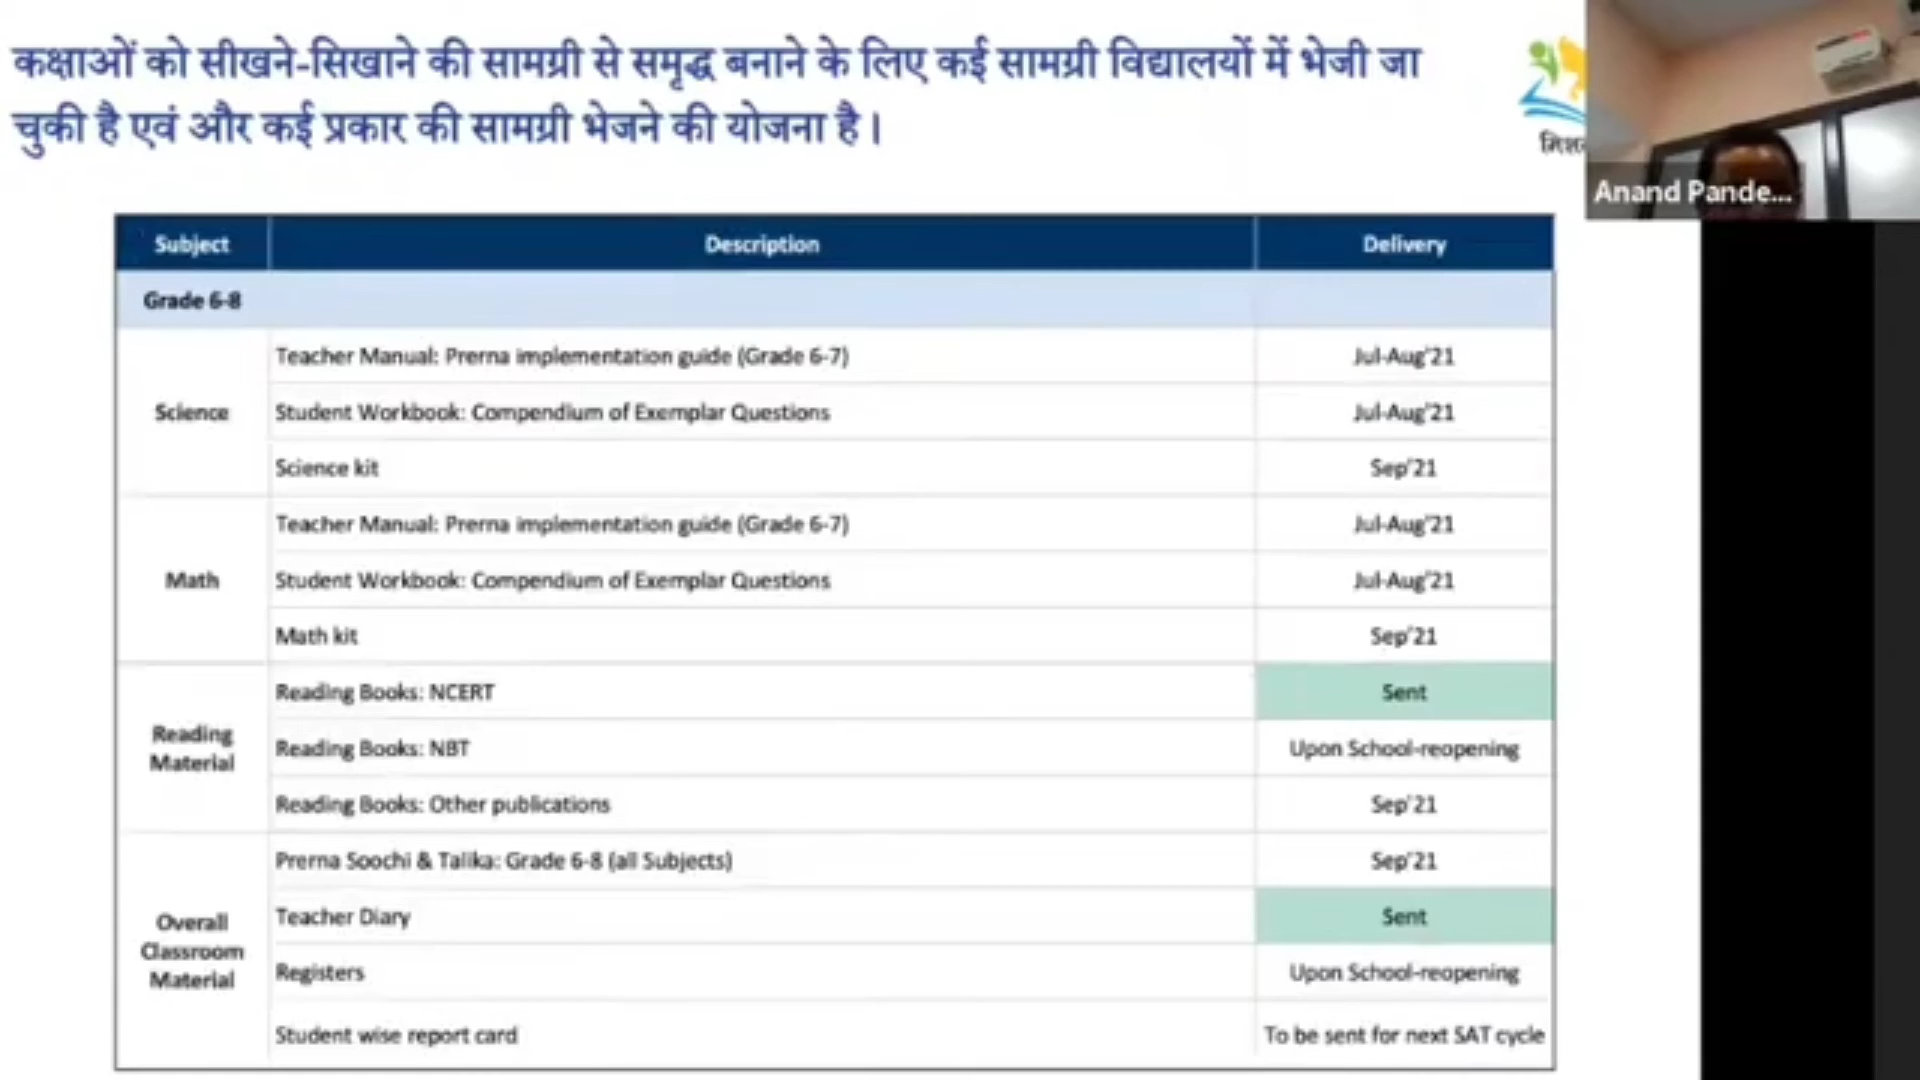 कक्षाओं को सीखने-सिखाने की सामग्री से समृद्ध बनाने के लिए कई सामग्री विद्यालयों में भेजी जा
चुकी है एवं और कई प्रकार की सामग्री भेजने की योजना है।
Anand Pande...
Subject Description Delivery
Grade 6-8
Science
Teacher Manual: Prerna implementation guide (Grade 6-7) Jul-Aug'21
Student Workbook: Compendium of Exemplar Questions Jul-Aug'21
Science kit Sep'21
Math
Teacher Manual: Prerna implementation guide (Grade 6-7) Jul-Aug'21
Student Workbook: Compendium of Exemplar Questions Jul-Aug'21
Math kit Sep'21
Reading
Material
Reading Books: NCERT Sent
Reading Books: NBT Upon School-reopening
Reading Books: Other publications Sep'21
Overall
Classroom
Material
Prerna Soochi & Talika: Grade 6-8 (all Subjects) Sep'21
Teacher Diary Sent
Registers Upon School-reopening
Student wise report card To be sent for next SAT cycle